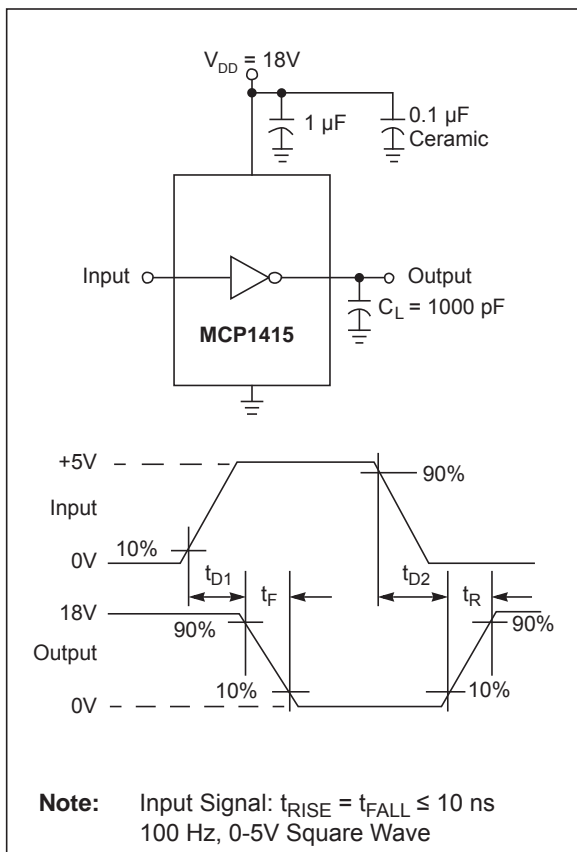 V_DD = 18V
1 µF
0.1 µF
Ceramic
Input
Output
C_L = 1000 pF
MCP1415
+5V
Input
0V
10%
90%
t_D1
t_F
t_D2
t_R
18V
90%
Output
10%
0V
10%
90%
Note: Input Signal: t_RISE = t_FALL ≤ 10 ns
100 Hz, 0-5V Square Wave